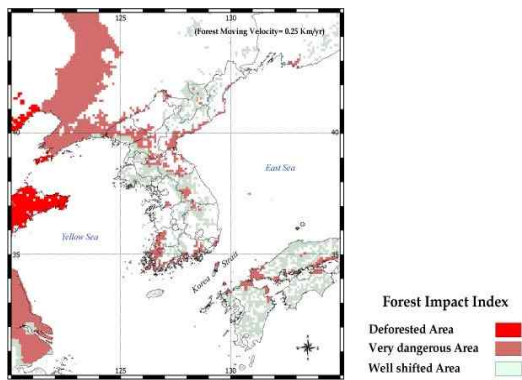 125
130
(Forest Moving Velocity= 0.25 Km/yr)
40
40
East Sea
Yellow Sea
35
35
Korea Strait
125
130
Forest Impact Index
Deforested Area
Very dangerous Area
Well shifted Area